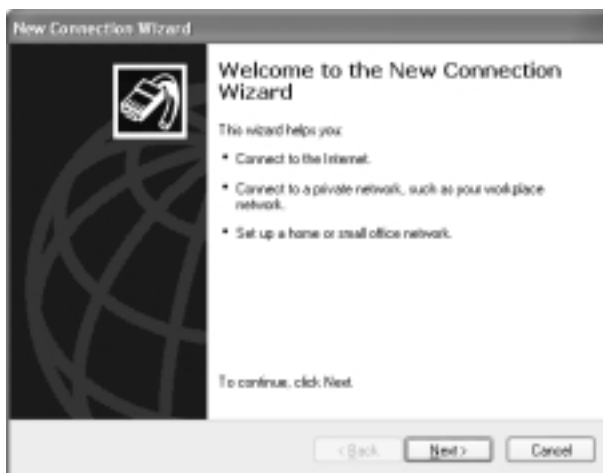 New Connection Wizard
Welcome to the New Connection
Wizard
This wizard helps you:
• Connect to the Internet.
• Connect to a private network, such as your workplace
network.
• Set up a home or small office network.
To continue, click Next.
< Back
Next >
Cancel